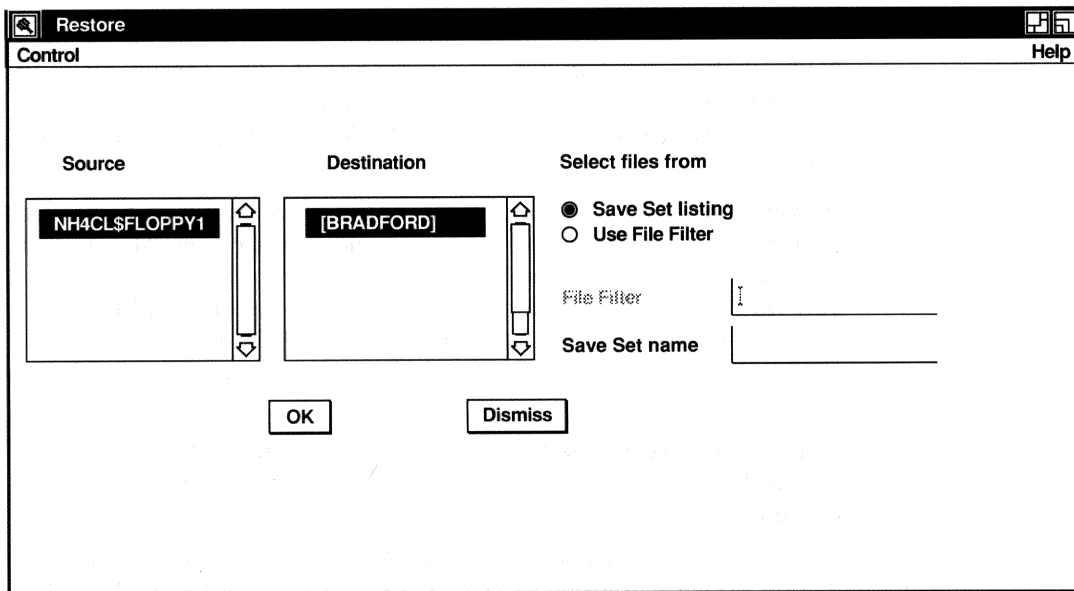 Restore
Control Help
Source Destination Select files from
NH4CL$FLOPPY1 [BRADFORD]
Save Set listing
Use File Filter
File Filter
Save Set name
OK Dismiss